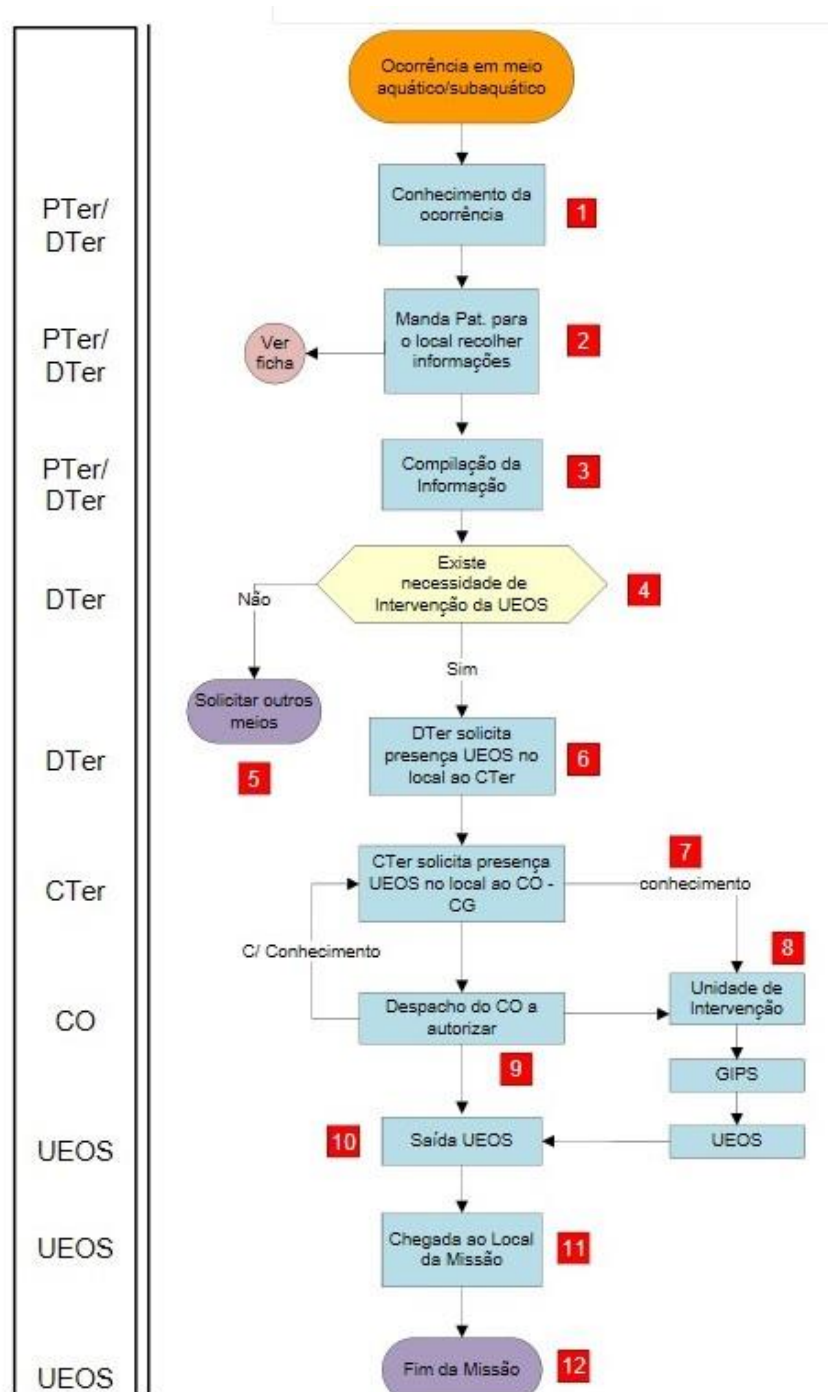 Ocorrência em meio
aquático/subaquático
PTer/
DTer
Conhecimento da
ocorrência
1
PTer/
DTer
Ver
ficha
Manda Pat. para
o local recolher
informações
2
PTer/
DTer
Compilação da
Informação
3
DTer
Não
Existe
necessidade de
Intervenção da UEOS
4
Sim
Solicitar outros
meios
5
DTer
DTer solicita
presença UEOS no
local ao CTer
6
CTer
CTer solicita presença
UEOS no local ao CO -
CG
7
conhecimento
C/ Conhecimento
8
Unidade de
Intervenção
CO
Despacho do CO a
autorizar
9
GIPS
UEOS
10
Saída UEOS
UEOS
UEOS
Chegada ao Local
da Missão
11
UEOS
Fim da Missão
12